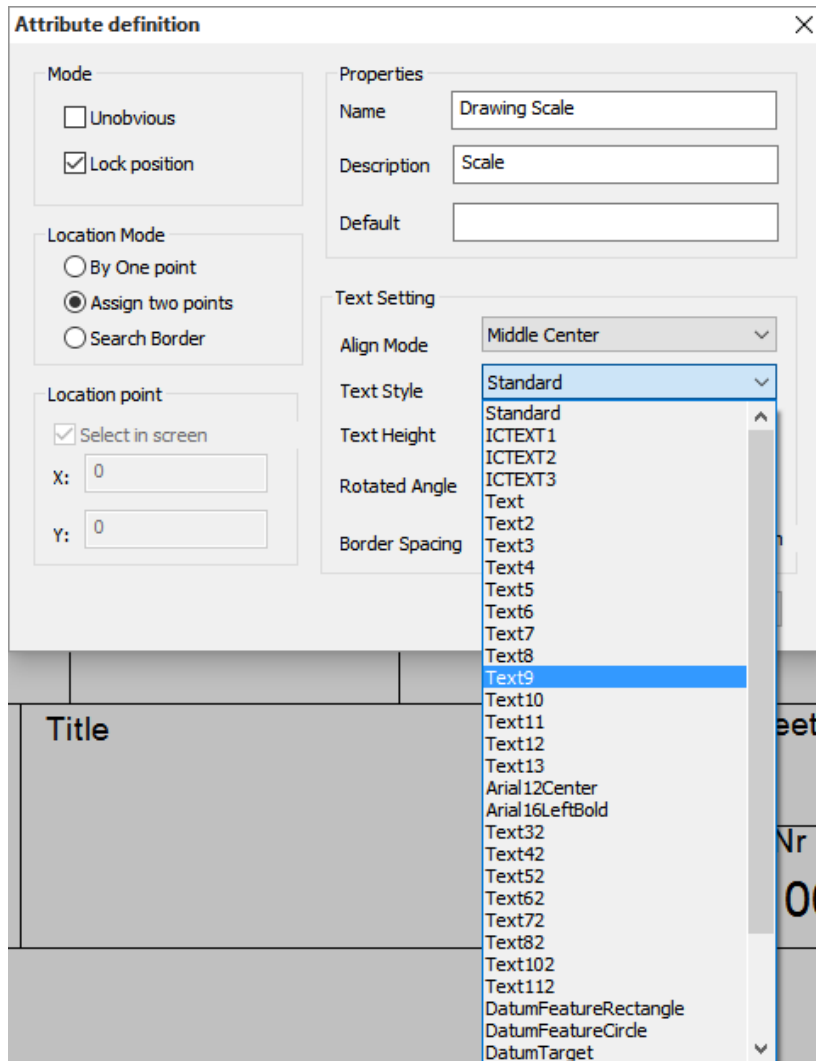 Attribute definition
Mode
Unobvious
Lock position
Location Mode
By One point
Assign two points
Search Border
Location point
Select in screen
X: 0
Y: 0
Properties
Name Drawing Scale
Description Scale
Default
Text Setting
Align Mode Middle Center
Text Style Standard
Text Height
Rotated Angle
Border Spacing
Standard
ICTEXT1
ICTEXT2
ICTEXT3
Text
Text2
Text3
Text4
Text5
Text6
Text7
Text8
Text9
Text10
Text11
Text12
Text13
Arial12Center
Arial16LeftBold
Text32
Text42
Text52
Text62
Text72
Text82
Text102
Text112
DatumFeatureRectangle
DatumFeatureCircle
DatumTarget
Title
Nr